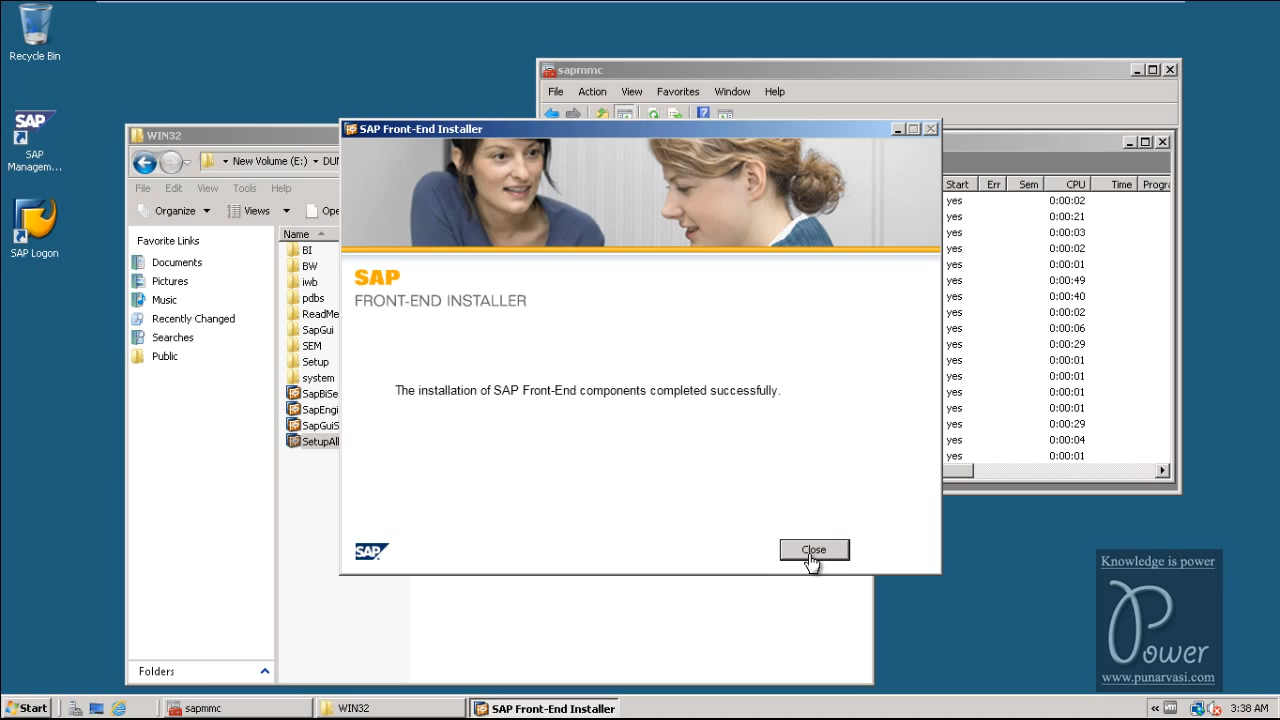 Recycle Bin
SAP
SAP
Managem...
SAP Logon
sapmmc
File Action View Favorites Window Help
WIN32
New Volume (E:) DUM
File Edit View Tools Help
Organize Views Ope
Favorite Links
Documents
Pictures
Music
Recently Changed
Searches
Public
Folders
Name
BI
BW
iwb
pdbs
ReadMe
SapGui
SEM
Setup
system
SapBiSe
SapEngi
SapGuiS
SetupAll
SAP Front-End Installer
SAP
FRONT-END INSTALLER
The installation of SAP Front-End components completed successfully.
SAP
Close
Start Err Sem CPU Time Progra
yes 0:00:02
yes 0:00:21
yes 0:00:03
yes 0:00:02
yes 0:00:01
yes 0:00:49
yes 0:00:40
yes 0:00:02
yes 0:00:06
yes 0:00:29
yes 0:00:01
yes 0:00:01
yes 0:00:01
yes 0:00:01
yes 0:00:29
yes 0:00:04
yes 0:00:01
Knowledge is power
Power
www.punarvasi.com
Start sapmmc WIN32 SAP Front-End Installer 3:38 AM